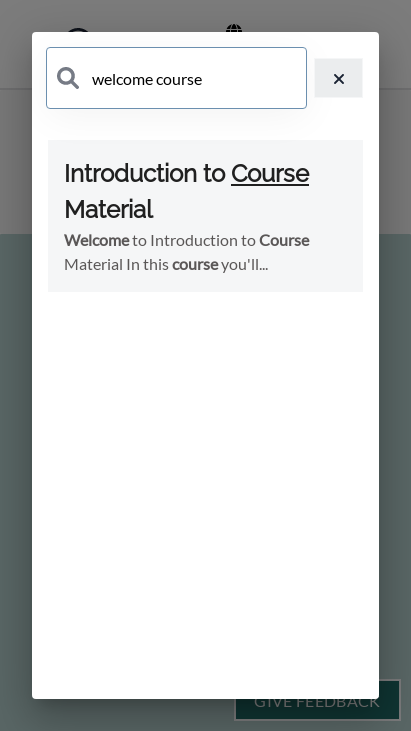 welcome course
Introduction to Course
Material
Welcome to Introduction to Course
Material In this course you'll...
GIVE FEEDBACK